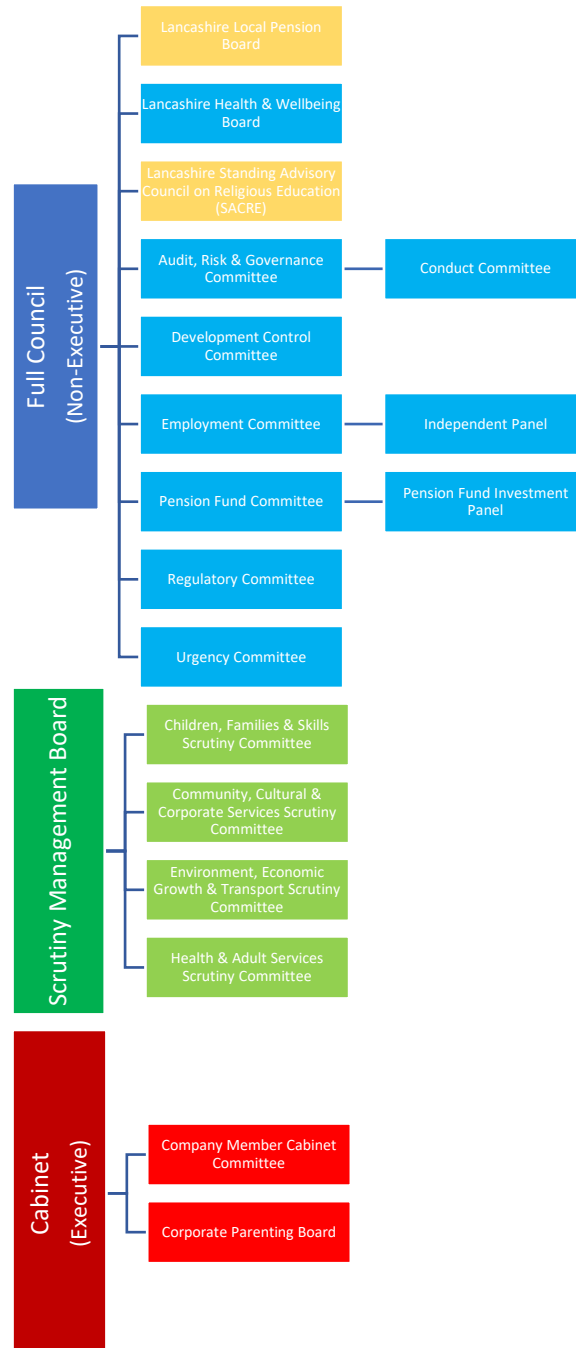 Lancashire Local Pension
Board
Lancashire Health & Wellbeing
Board
Lancashire Standing Advisory
Council on Religious Education
(SACRE)
Full Council
(Non-Executive)
Audit, Risk & Governance
Committee
Conduct Committee
Development Control
Committee
Employment Committee
Independent Panel
Pension Fund Committee
Pension Fund Investment
Panel
Regulatory Committee
Urgency Committee
Scrutiny Management Board
Children, Families & Skills
Scrutiny Committee
Community, Cultural &
Corporate Services Scrutiny
Committee
Environment, Economic
Growth & Transport Scrutiny
Committee
Health & Adult Services
Scrutiny Committee
Cabinet
(Executive)
Company Member Cabinet
Committee
Corporate Parenting Board